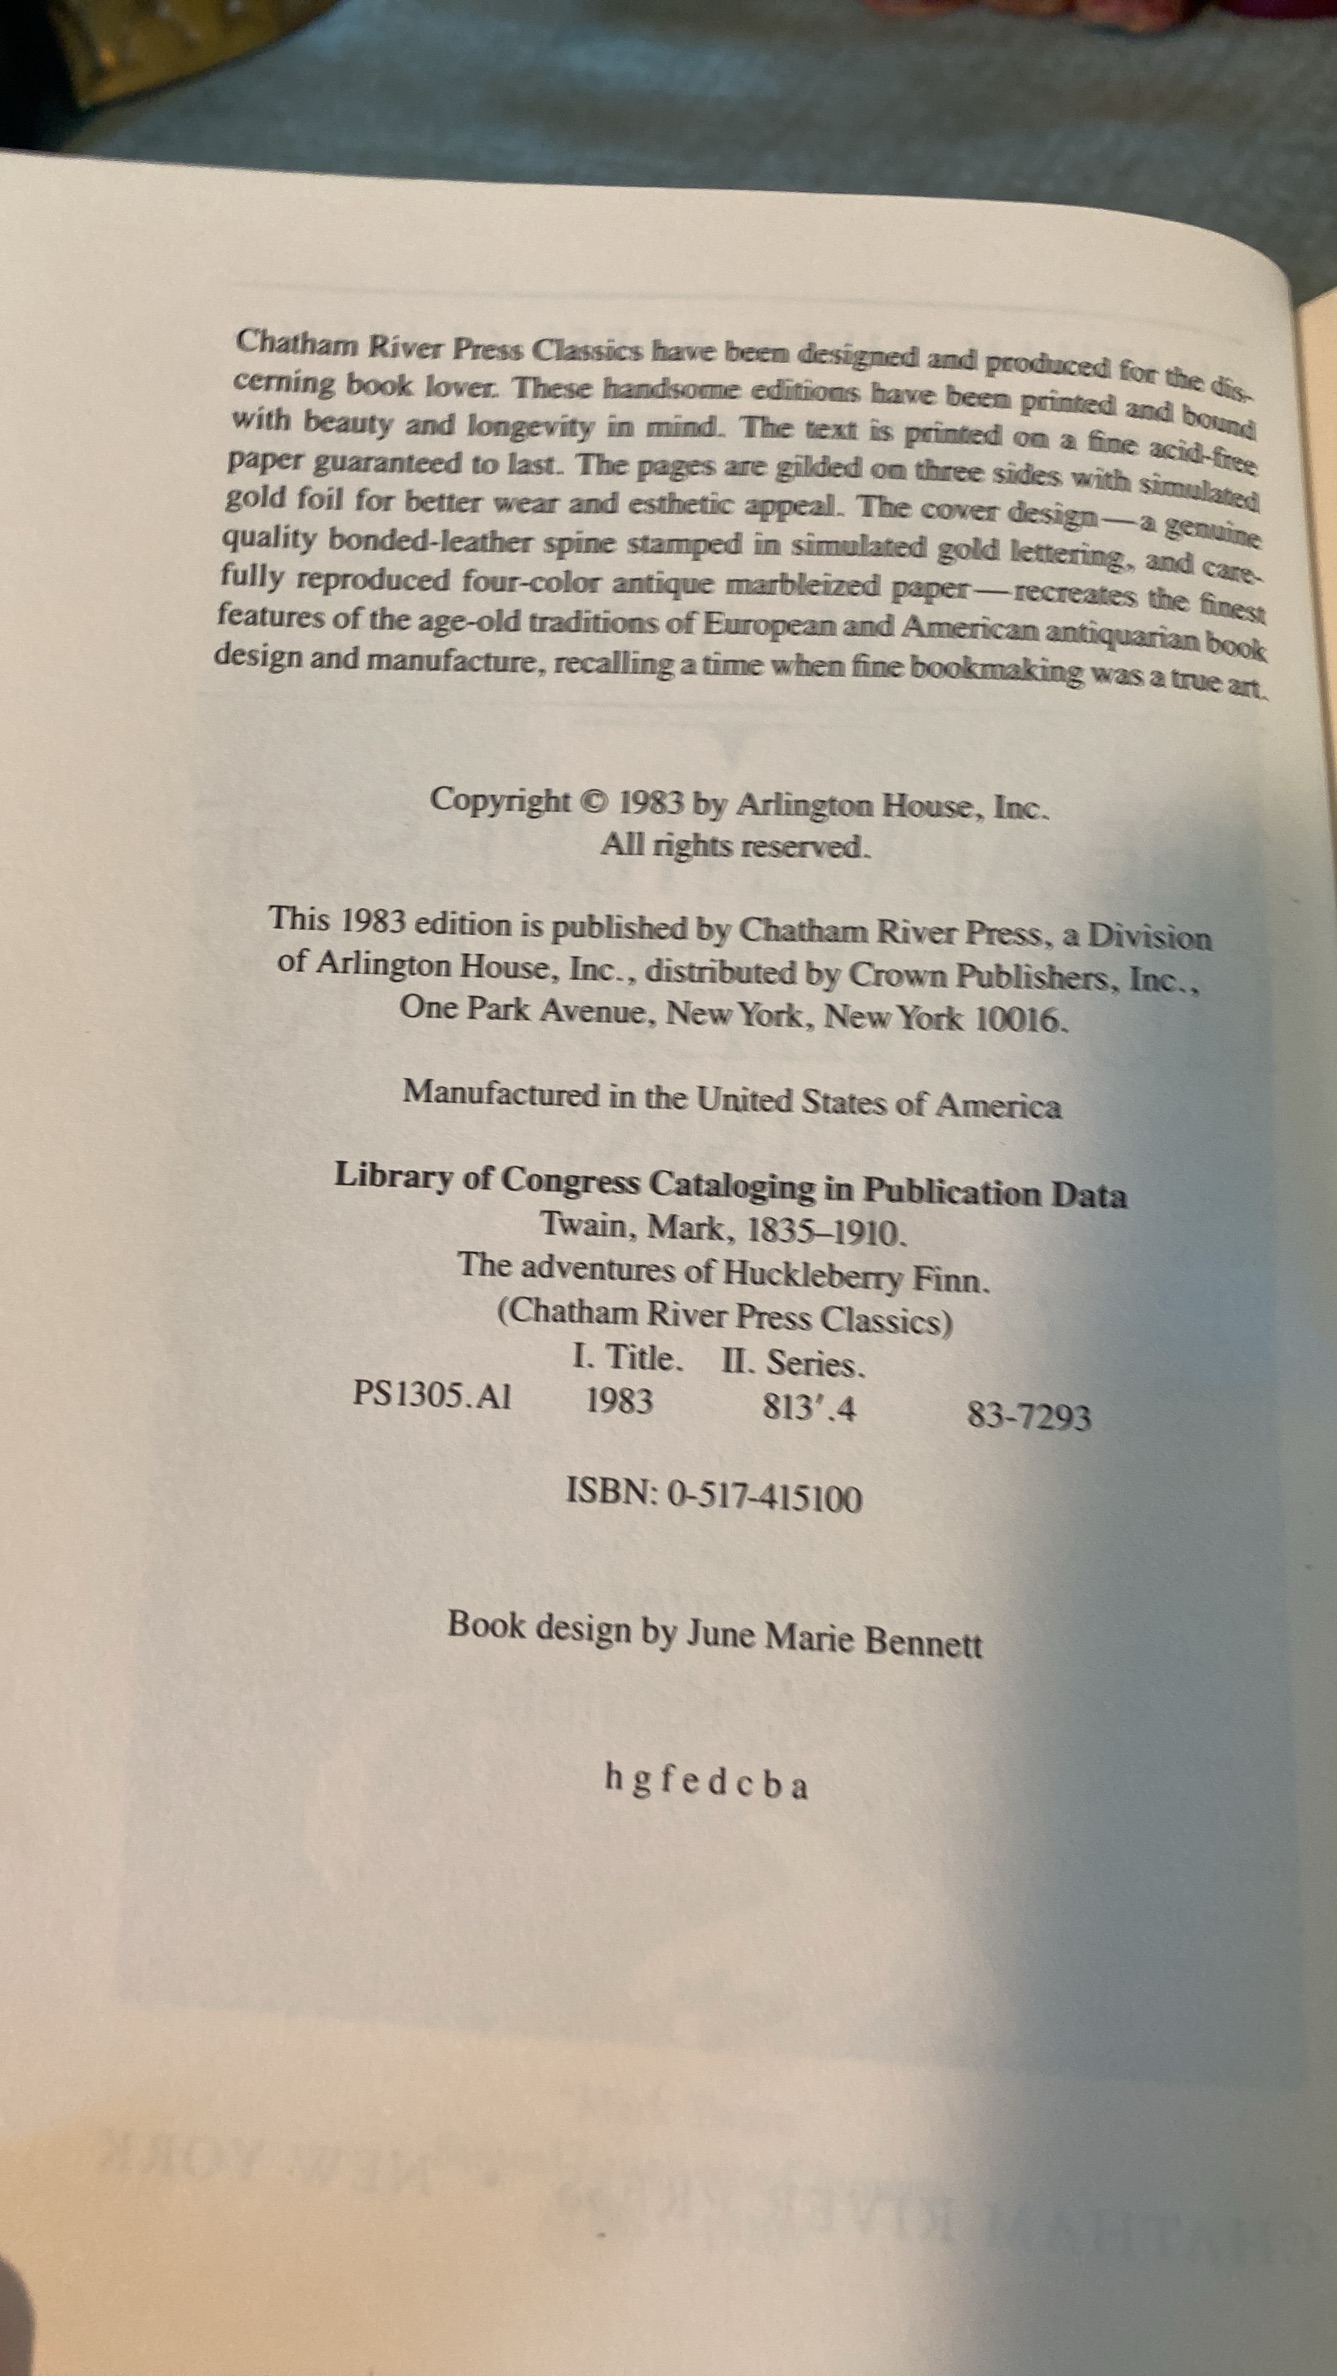 Chatham River Press Classics have been designed and produced for the dis-
cerning book lover. These handsome editions have been printed and bound
with beauty and longevity in mind. The text is printed on a fine acid-free
paper guaranteed to last. The pages are gilded on three sides with simulated
gold foil for better wear and esthetic appeal. The cover design—a genuine
quality bonded-leather spine stamped in simulated gold lettering, and care-
fully reproduced four-color antique marbleized paper—recreates the finest
features of the age-old traditions of European and American antiquarian book
design and manufacture, recalling a time when fine bookmaking was a true art.
Copyright © 1983 by Arlington House, Inc.
All rights reserved.
This 1983 edition is published by Chatham River Press, a Division
of Arlington House, Inc., distributed by Crown Publishers, Inc.,
One Park Avenue, New York, New York 10016.
Manufactured in the United States of America
Library of Congress Cataloging in Publication Data
Twain, Mark, 1835–1910.
The adventures of Huckleberry Finn.
(Chatham River Press Classics)
I. Title. II. Series.
PS1305.A1 1983 813′.4 83-7293
ISBN: 0-517-415100
Book design by June Marie Bennett
h g f e d c b a
CHATHAM RIVER PRESS • NEW YORK